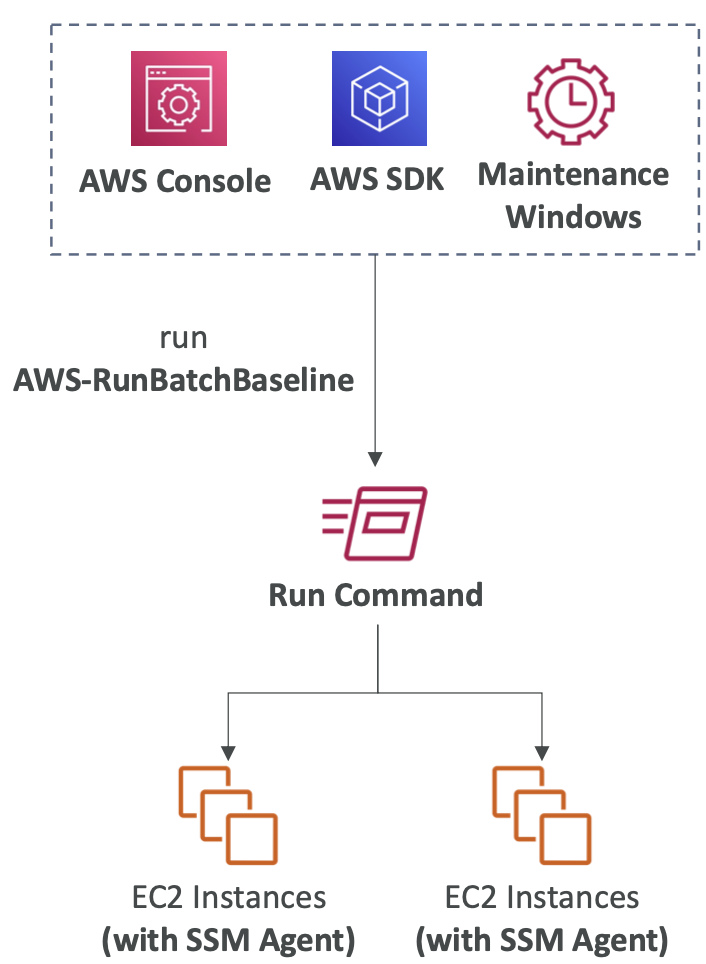 AWS Console
AWS SDK
Maintenance
Windows
run
AWS-RunBatchBaseline
Run Command
EC2 Instances
(with SSM Agent)
EC2 Instances
(with SSM Agent)